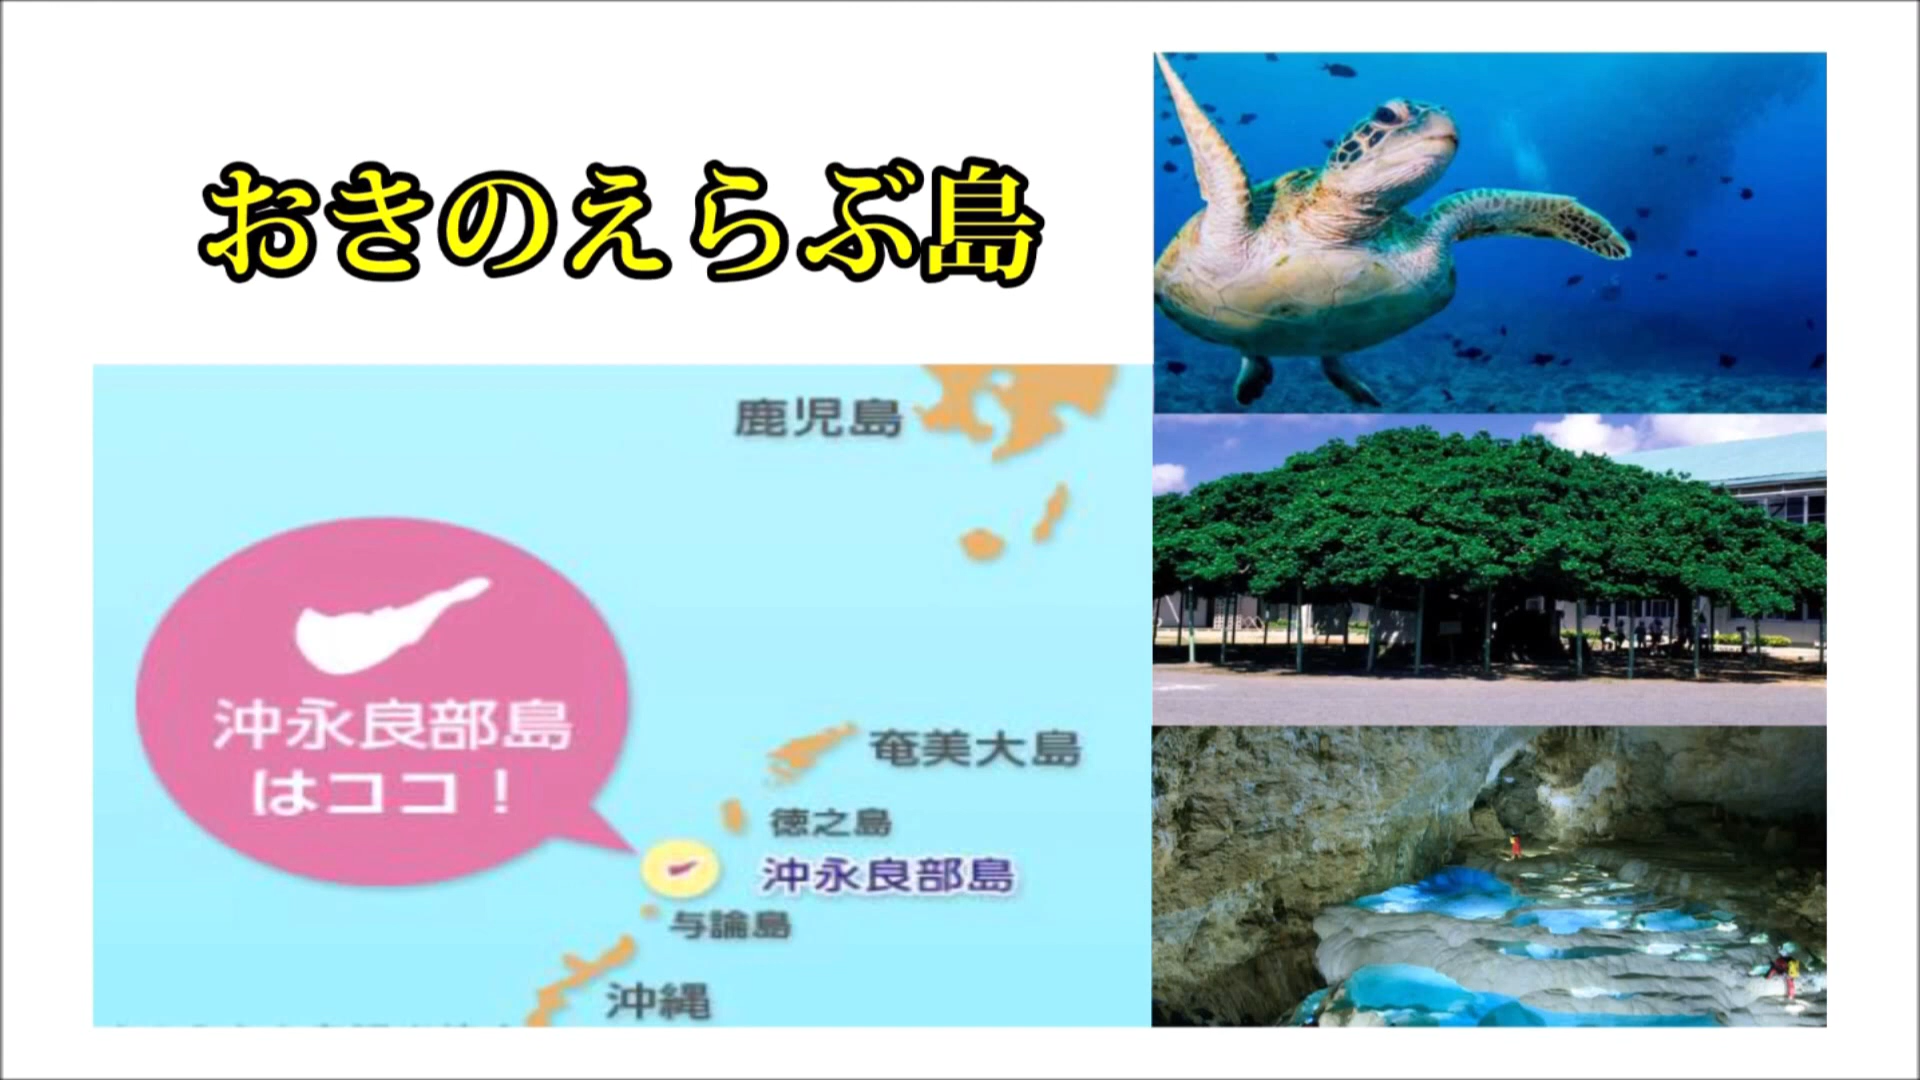 おきのえらぶ島
鹿児島
沖永良部島
はココ！
奄美大島
徳之島
沖永良部島
与論島
沖縄